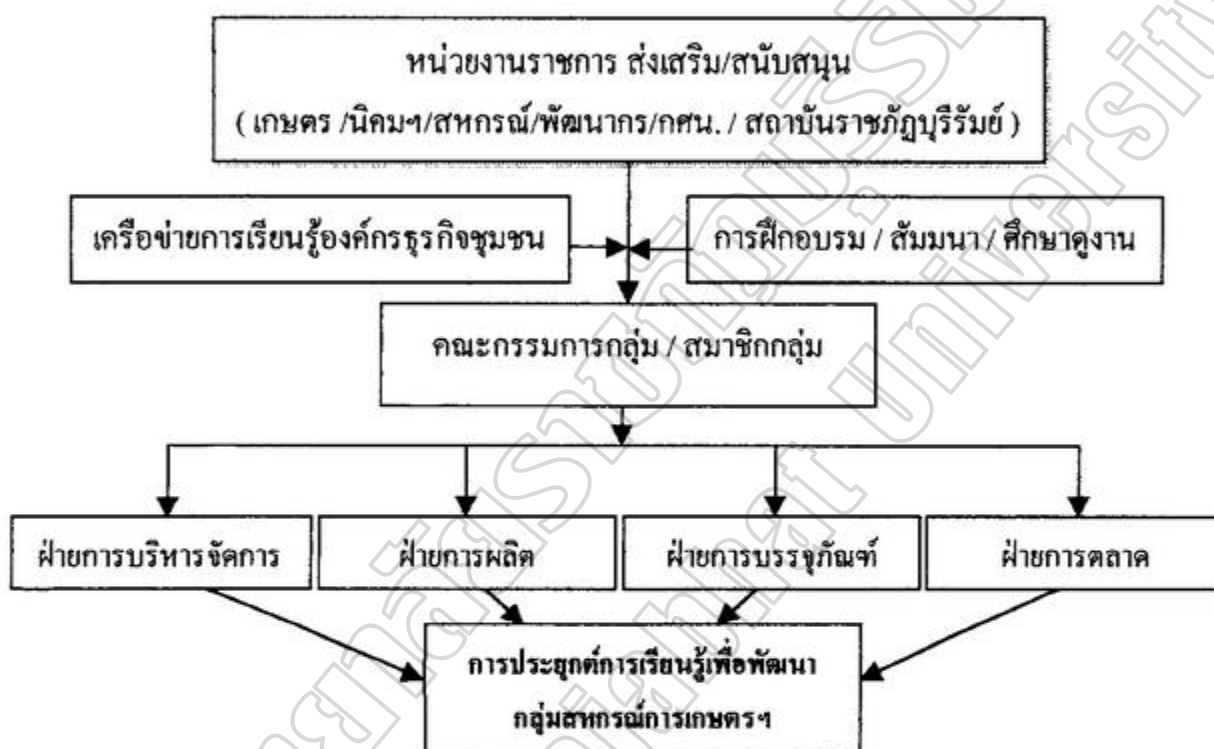 หน่วยงานราชการ ส่งเสริม/สนับสนุน
( เกษตร /นิคมฯ/สหกรณ์/พัฒนากร/กศน. / สถาบันราชภัฏบุรีรัมย์ )
เครือข่ายการเรียนรู้องค์กรธุรกิจชุมชน
การฝึกอบรม / สัมมนา / ศึกษาดูงาน
คณะกรรมการกลุ่ม / สมาชิกกลุ่ม
ฝ่ายการบริหารจัดการ
ฝ่ายการผลิต
ฝ่ายการบรรจุภัณฑ์
ฝ่ายการตลาด
การประยุกต์การเรียนรู้เพื่อพัฒนา
กลุ่มสหกรณ์การเกษตรฯ